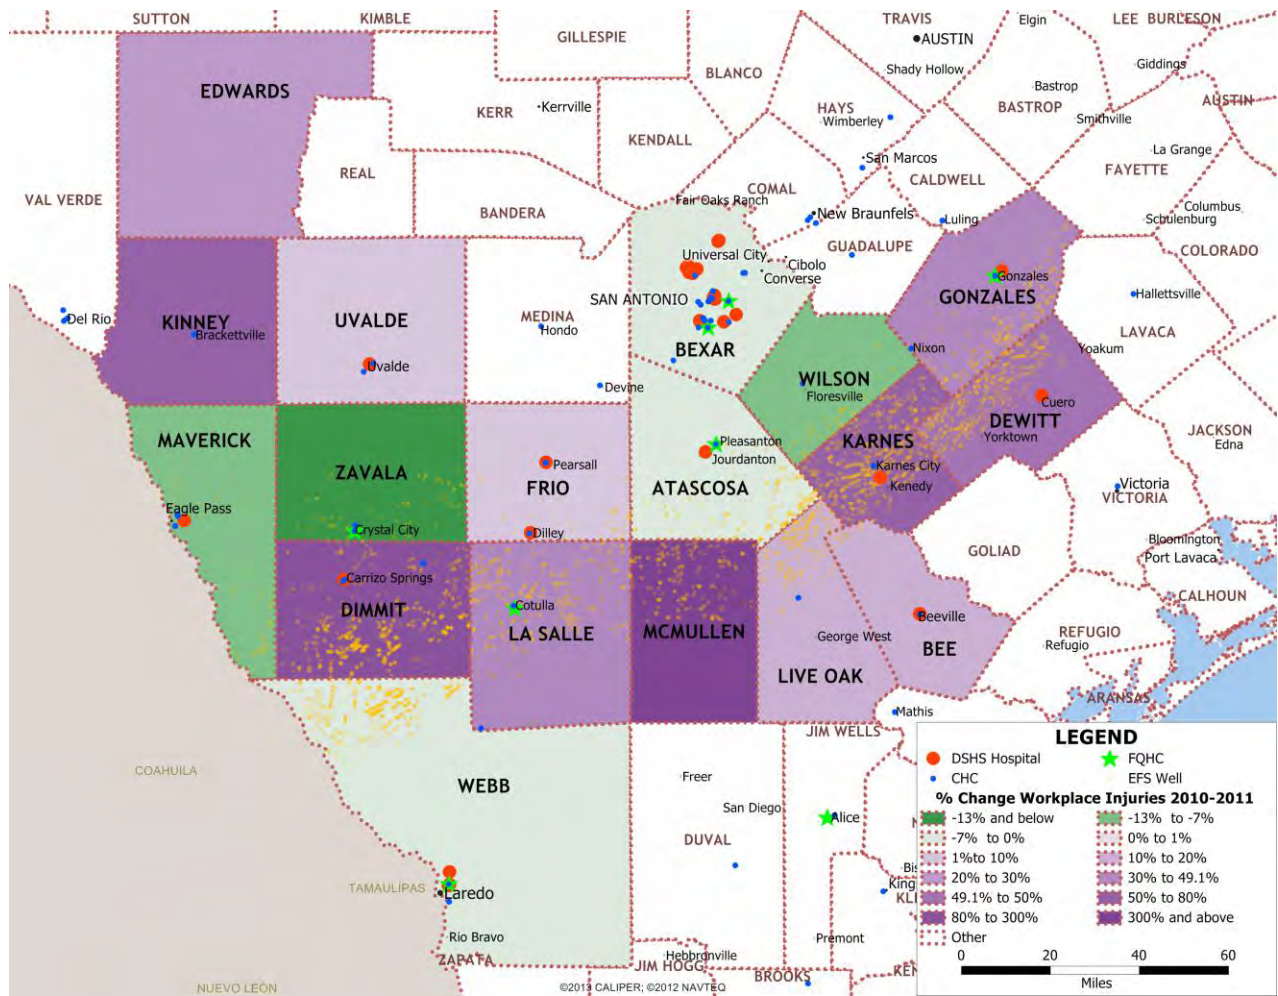 SUTTON
KIMBLE
TRAVIS
Elgin
LEE
BURLESON
GILLESPIE
AUSTIN
Giddings
Shady Hollow
BLANCO
EDWARDS
Bastrop
BASTROP
AUSTIN
KERR
Kerrville
HAYS
Wimberley
Smithville
KENDALL
La Grange
San Marcos
FAYETTE
REAL
CALDWELL
VAL VERDE
COMAL
Fair Oaks Ranch
BANDERA
New Braunfels
Luling
Columbus
Schulenburg
GUADALUPE
COLORADO
Universal City
Cibolo
Converse
Gonzales
SAN ANTONIO
GONZALES
Hallettsville
Del Rio
KINNEY
UVALDE
MEDINA
Brackettville
Hondo
LAVACA
BEXAR
Nixon
Yoakum
Uvalde
WILSON
Devine
Floresville
Cuero
DEWITT
MAVERICK
Pleasanton
KARNES
Yorktown
JACKSON
Edna
Jourdanton
Pearsall
Karnes City
ZAVALA
FRIO
ATASCOSA
Kenedy
Victoria
VICTORIA
Eagle Pass
Crystal City
Dilley
Bloomington
GOLIAD
Port Lavaca
Carrizo Springs
CALHOUN
DIMMIT
Cotulla
Beeville
LA SALLE
MCMULLEN
George West
REFUGIO
Refugio
BEE
LIVE OAK
ARANSAS
Mathis
JIM WELLS
COAHUILA
WEBB
Freer
San Diego
Alice
DUVAL
TAMAULIPAS
Laredo
Rio Bravo
Premont
ZAPATA
Hebbronville
JIM HOGG
BROOKS
NUEVO LEON
©2013 CALIPER; ©2012 NAVTEQ
LEGEND
DSHS Hospital
FQHC
CHC
EFS Well
% Change Workplace Injuries 2010-2011
-13% and below
-13% to -7%
-7% to 0%
0% to 1%
1%to 10%
10% to 20%
20% to 30%
30% to 49.1%
49.1% to 50%
50% to 80%
80% to 300%
300% and above
Other
0
20
40
60
Miles